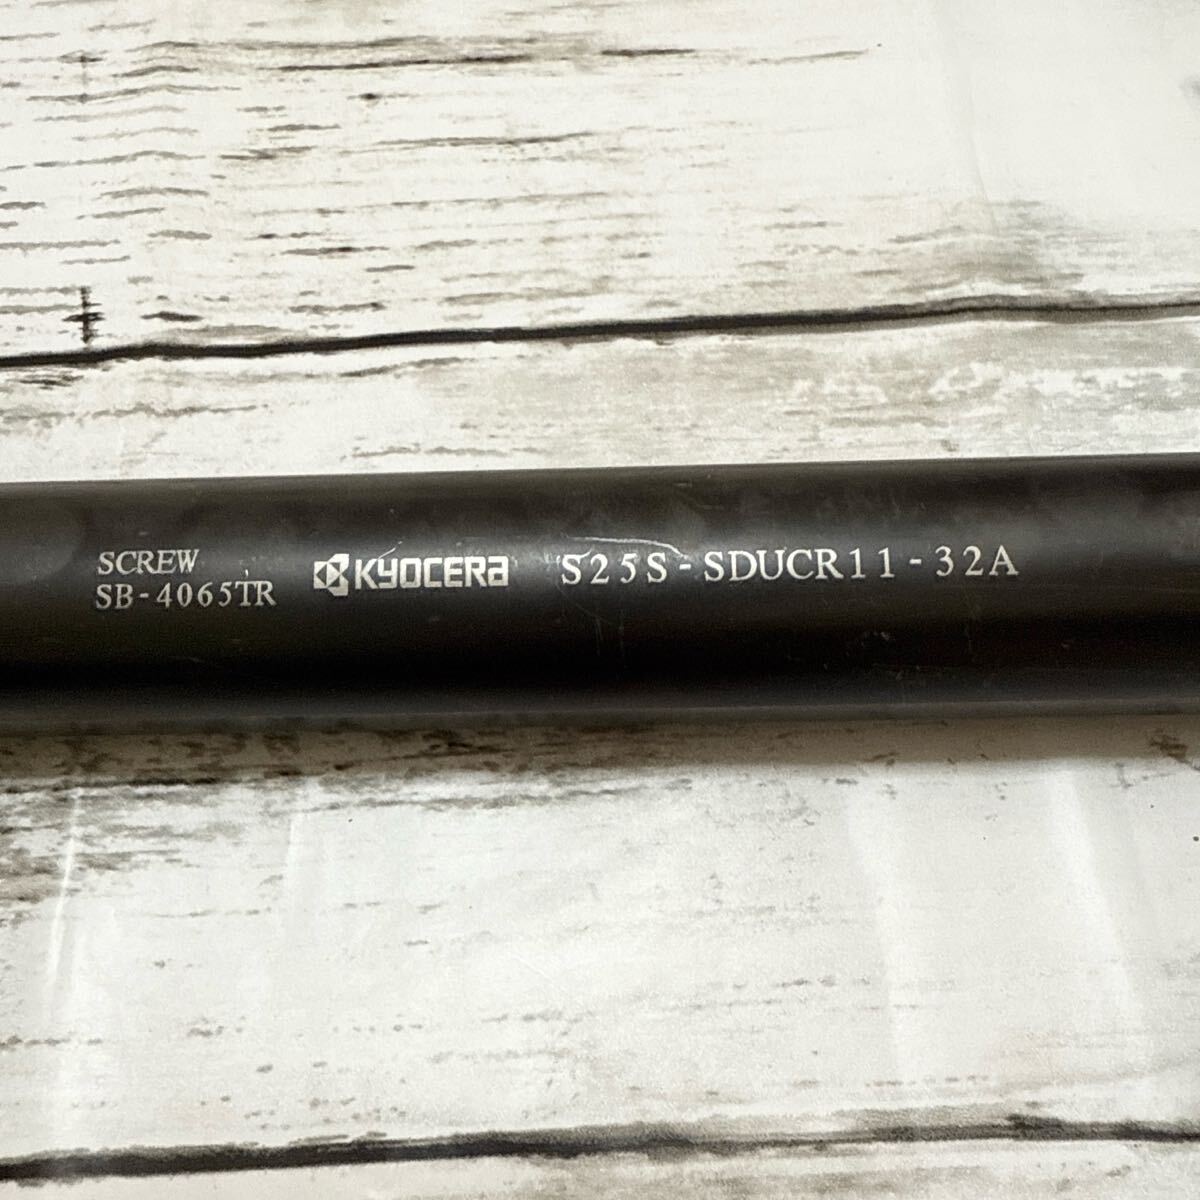 SCREW
SB-4065TR
KYOCERA
S25S-SDUCR11-32A